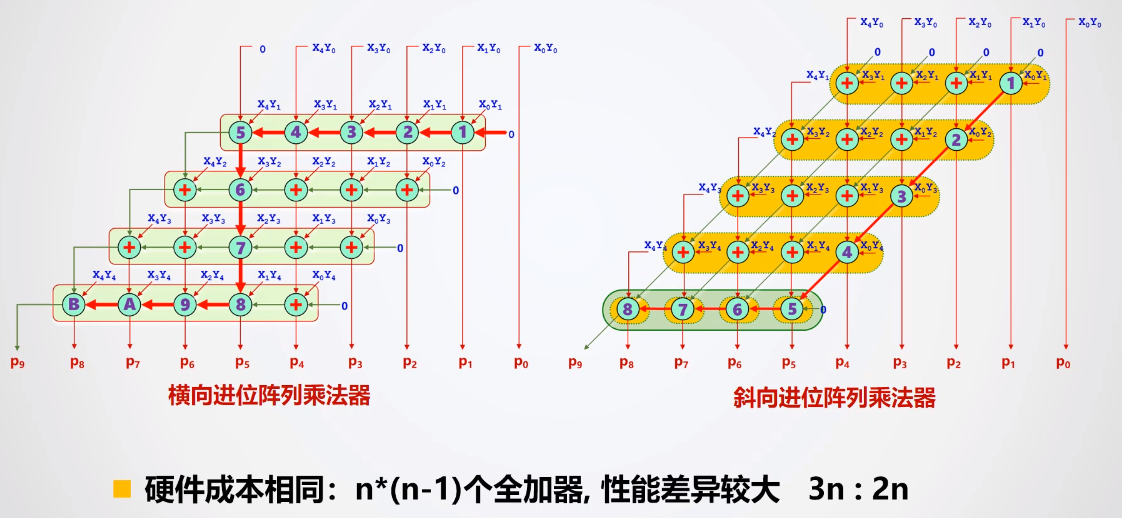 0 X4Y0 X3Y0 X2Y0 X1Y0 X0Y0
X4Y1 X3Y1 X2Y1 X1Y1 X0Y1
5 4 3 2 1 0
X4Y2 X3Y2 X2Y2 X1Y2 X0Y2
+ 6 + + + 0
X4Y3 X3Y3 X2Y3 X1Y3 X0Y3
+ + 7 + + 0
X4Y4 X3Y4 X2Y4 X1Y4 X0Y4
B A 9 8 + 0
p9 p8 p7 p6 p5 p4 p3 p2 p1 p0
横向进位阵列乘法器
X4Y0 X3Y0 X2Y0 X1Y0 X0Y0
0 0 0 0
X4Y1 + X3Y1 + X2Y1 + X1Y1 1 X0Y1
X4Y2 + X3Y2 + X2Y2 + X1Y2 2 X0Y2
X4Y3 + X3Y3 + X2Y3 + X1Y3 3 X0Y3
X4Y4 + X3Y4 + X2Y4 + X1Y4 4 X0Y4
8 7 6 5 0
p9 p8 p7 p6 p5 p4 p3 p2 p1 p0
斜向进位阵列乘法器
硬件成本相同：n*(n-1)个全加器, 性能差异较大 3n : 2n